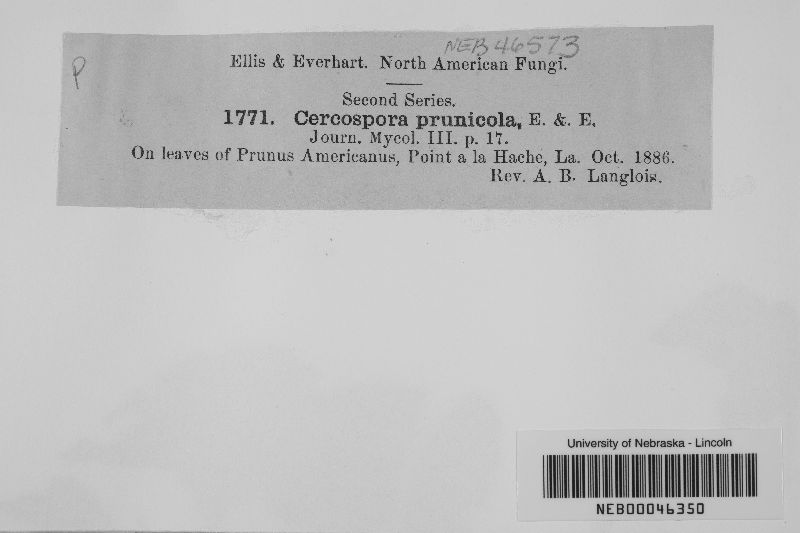 NEB 46573
P
Ellis & Everhart. North American Fungi.
Second Series.
1771. Cercospora prunicola, E. &. E,
Journ. Mycol. III. p. 17.
On leaves of Prunus Americanus, Point a la Hache, La. Oct. 1886.
Rev. A. B. Langlois.
University of Nebraska - Lincoln
NEB00046350